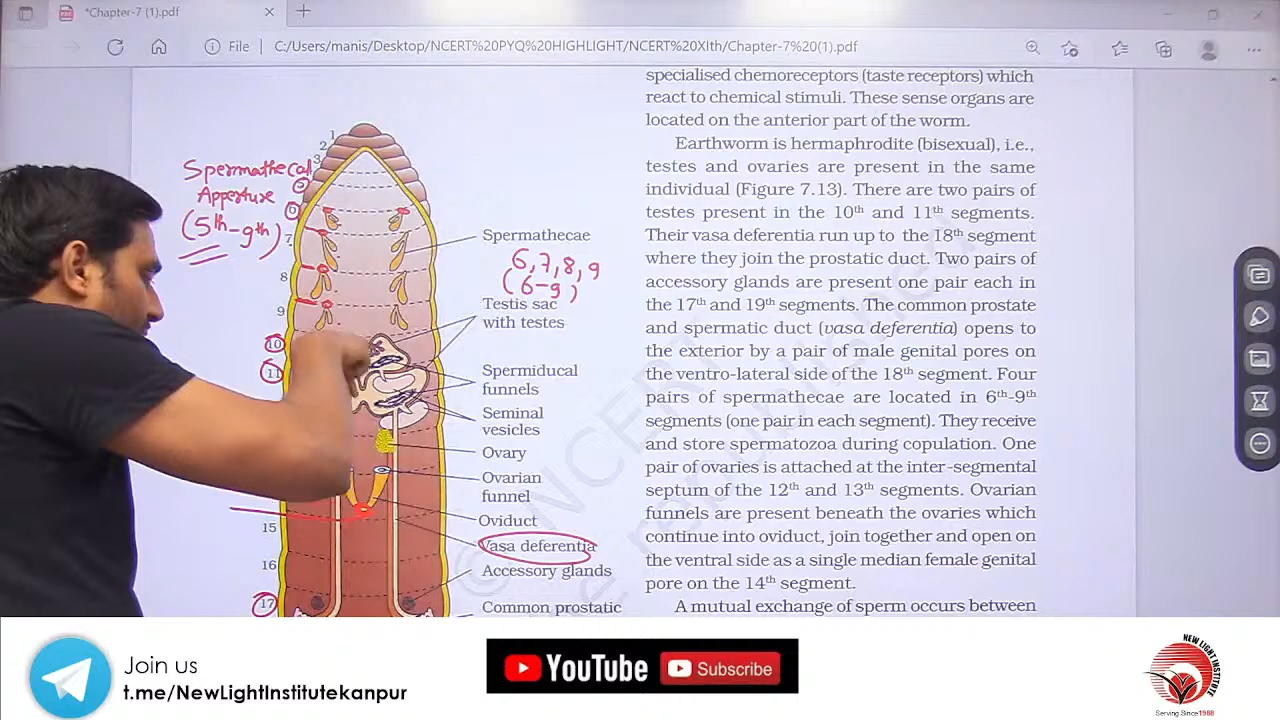 *Chapter-7 (1).pdf
File
C:/Users/manis/Desktop/NCERT%20PYQ%20HIGHLIGHT/NCERT%20XIth/Chapter-7%20(1).pdf
specialised chemoreceptors (taste receptors) which
react to chemical stimuli. These sense organs are
located on the anterior part of the worm.
Earthworm is hermaphrodite (bisexual), i.e.,
testes and ovaries are present in the same
individual (Figure 7.13). There are two pairs of
testes present in the 10th and 11th segments.
Their vasa deferentia run up to the 18th segment
where they join the prostatic duct. Two pairs of
accessory glands are present one pair each in
the 17th and 19th segments. The common prostate
and spermatic duct (vasa deferentia) opens to
the exterior by a pair of male genital pores on
the ventro-lateral side of the 18th segment. Four
pairs of spermathecae are located in 6th-9th
segments (one pair in each segment). They receive
and store spermatozoa during copulation. One
pair of ovaries is attached at the inter-segmental
septum of the 12th and 13th segments. Ovarian
funnels are present beneath the ovaries which
continue into oviduct, join together and open on
the ventral side as a single median female genital
pore on the 14th segment.
A mutual exchange of sperm occurs between
1
2
3
Spermathecal
Apperture
(5th-9th)
7
8
9
10
11
15
16
17
Spermathecae
6, 7, 8, 9
(6-9)
Testis sac
with testes
Spermiducal
funnels
Seminal
vesicles
Ovary
Ovarian
funnel
Oviduct
Vasa deferentia
Accessory glands
Common prostatic
© NCERT
Join us
t.me/NewLightInstitutekanpur
YouTube
Subscribe
NEW LIGHT INSTITUTE
Serving Since1988